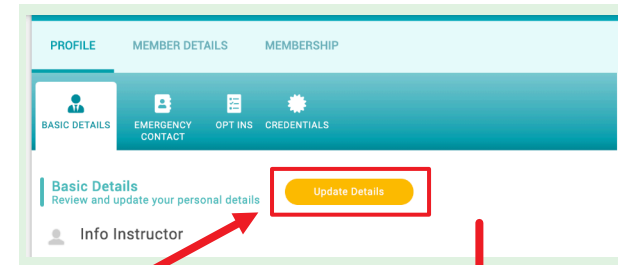 PROFILE MEMBER DETAILS MEMBERSHIP
BASIC DETAILS EMERGENCY CONTACT OPT INS CREDENTIALS
Basic Details
Review and update your personal details
Update Details
Info Instructor